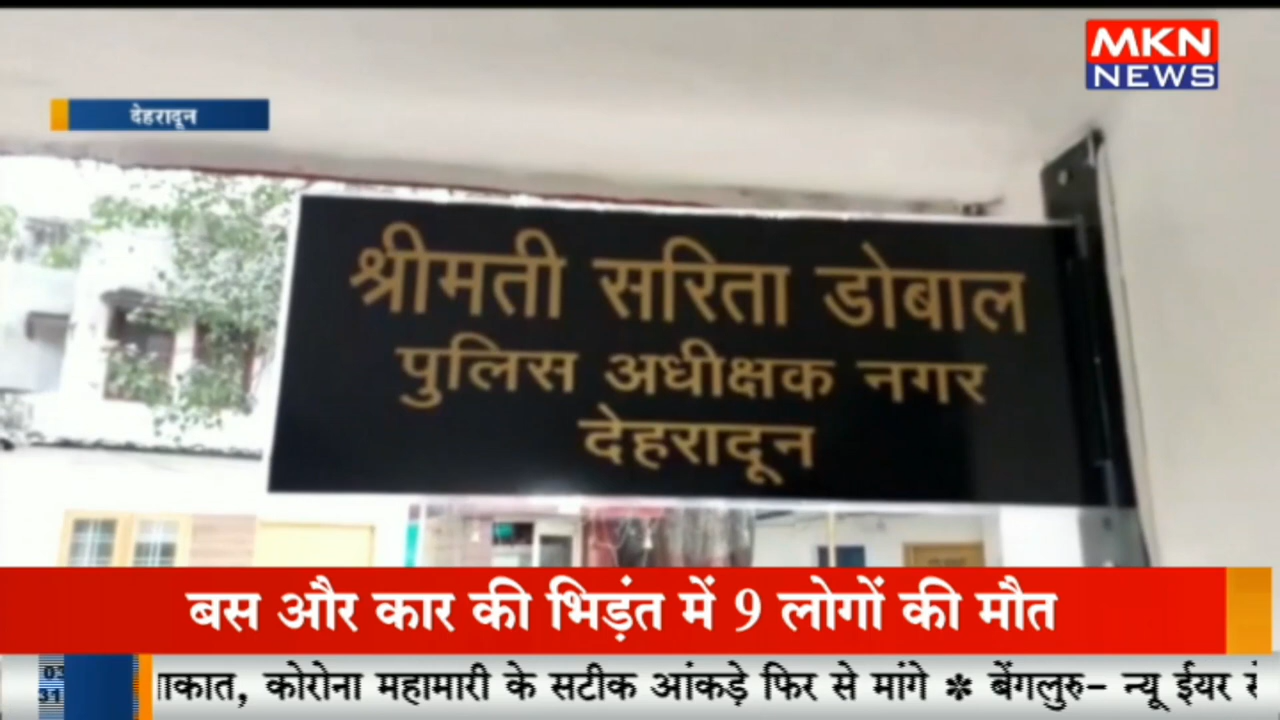 MKN
NEWS
देहरादून
श्रीमती सरिता डोबाल
पुलिस अधीक्षक नगर
देहरादून
बस और कार की भिड़ंत में 9 लोगों की मौत
कोरोना महामारी के सटीक आंकड़े फिर से मांगे * बेंगलुरु- न्यू ईयर